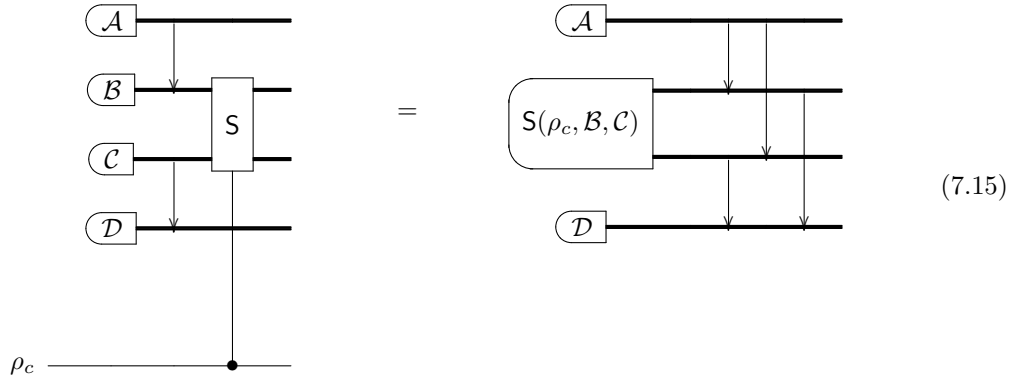 𝒜 𝒜
ℬ
S = S(ρ_c, ℬ, 𝒞)
𝒞
(7.15)
𝒟 𝒟
ρ_c